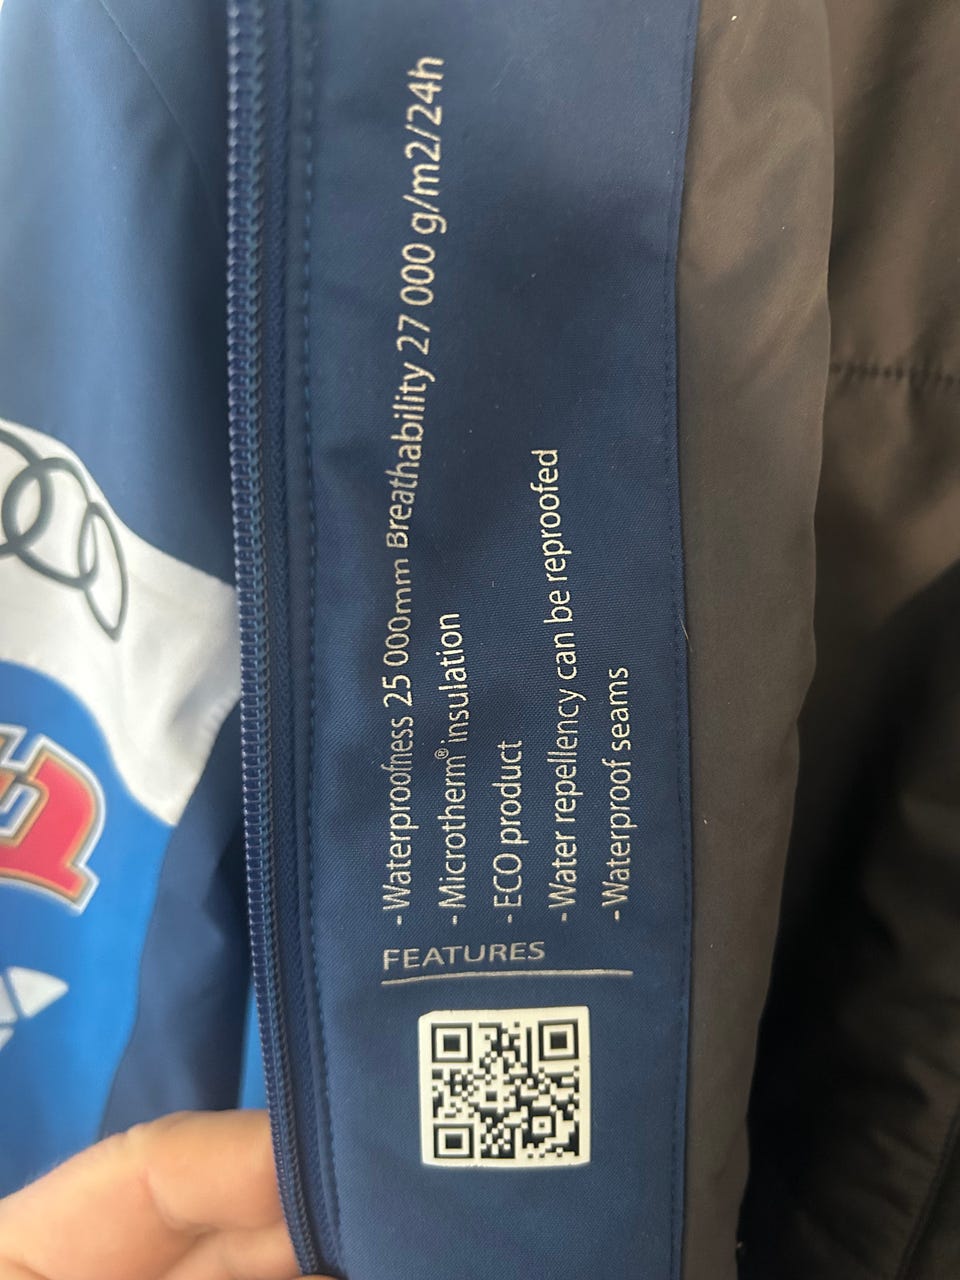 FEATURES
- Waterproofness 25 000mm Breathability 27 000 g/m2/24h
- Microtherm® insulation
- ECO product
- Water repellency can be reproofed
- Waterproof seams